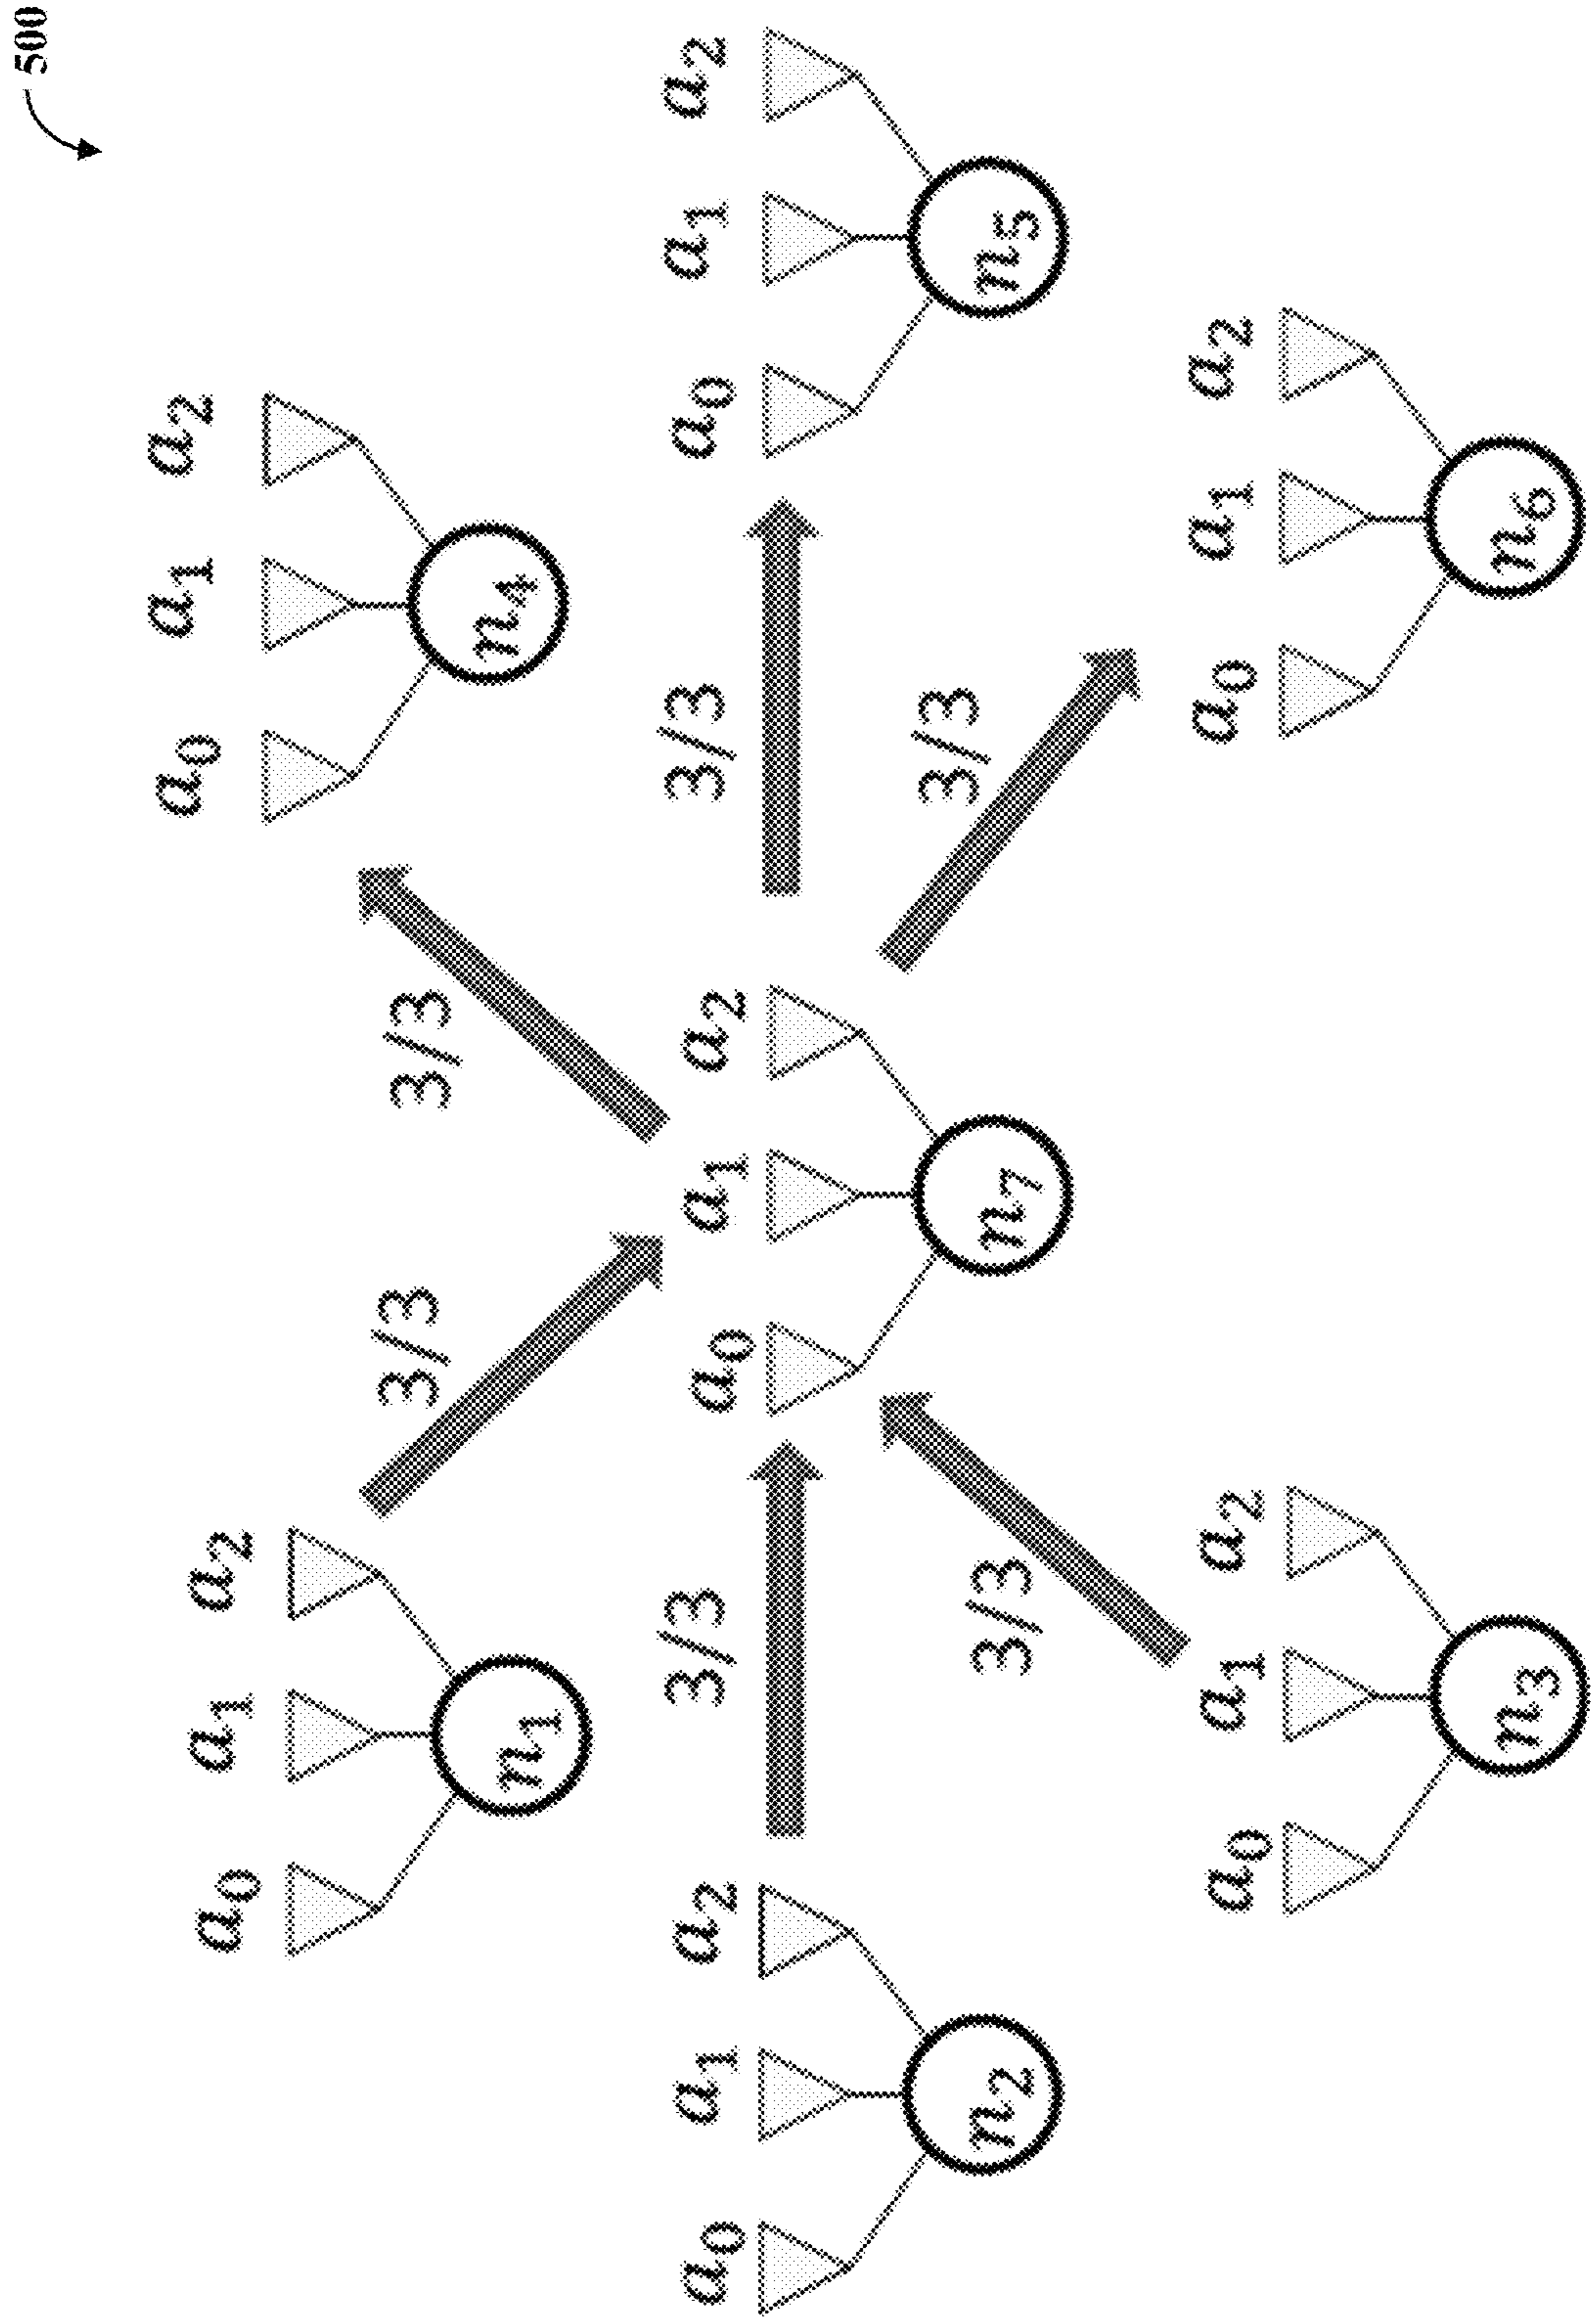 500
a₀ a₁ a₂ a₀ a₁ a₂
3/3 3/3
n₁ n₄
3/3 3/3
a₀ a₁ a₂ a₀ a₁ a₂ a₀ a₁ a₂
3/3 3/3
n₂ n₇ n₅
a₀ a₁ a₂ a₀ a₁ a₂
n₃ n₆